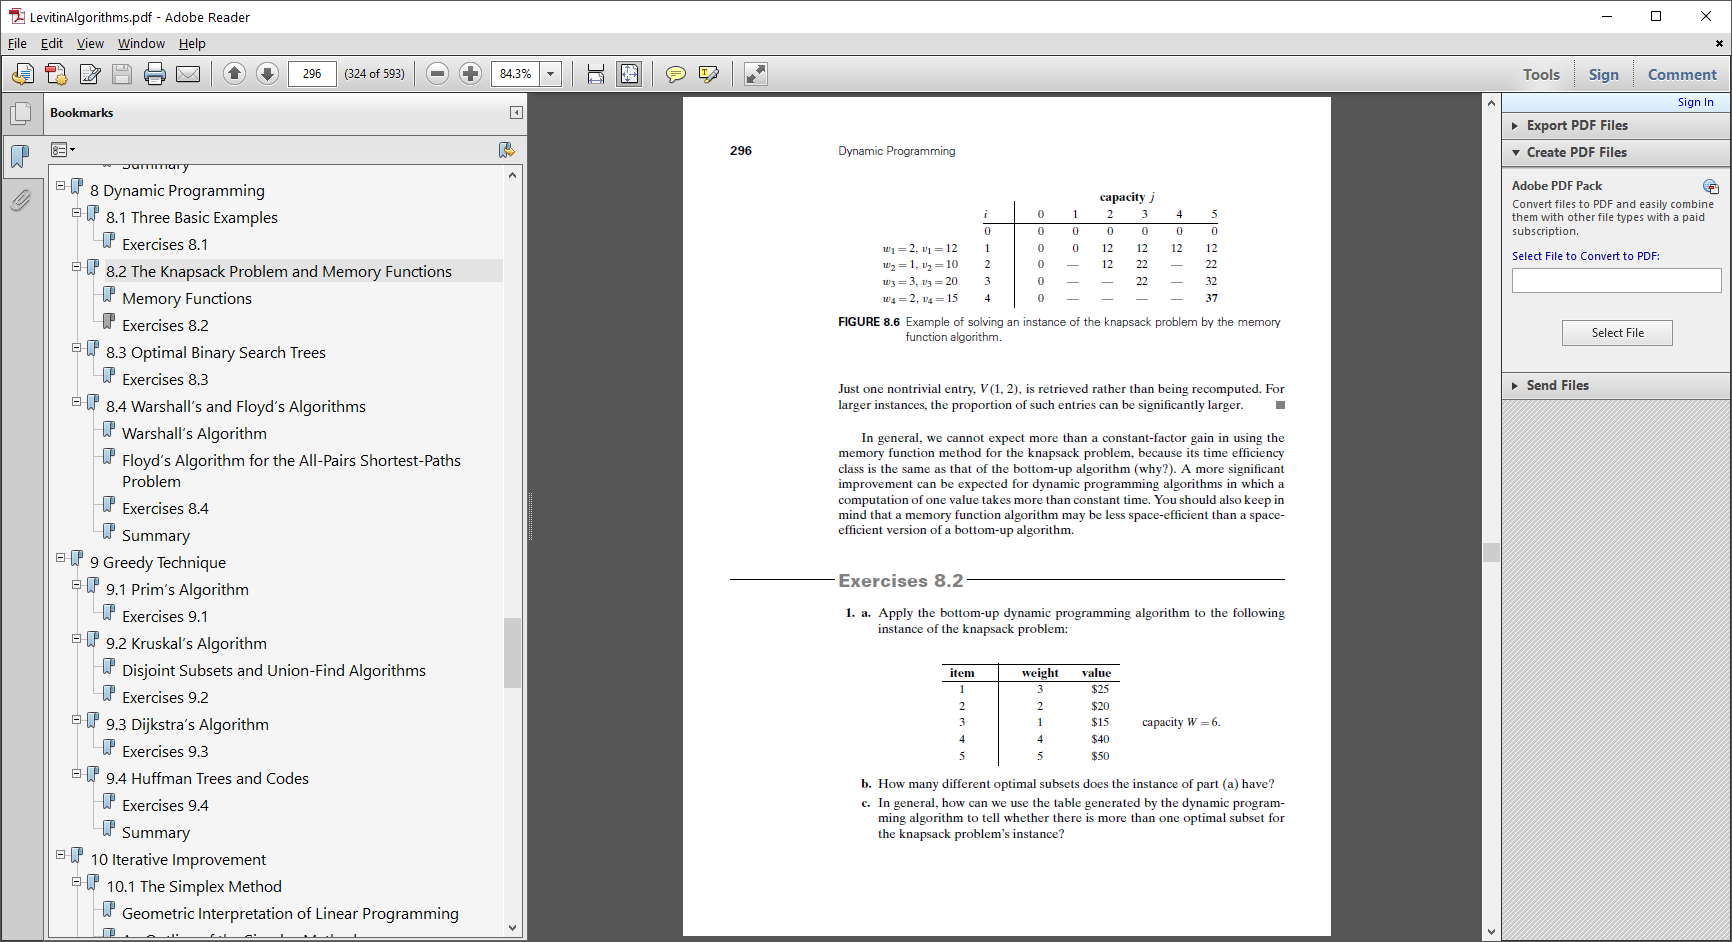 LevitinAlgorithms.pdf - Adobe Reader
File Edit View Window Help
296 (324 of 593) 84.3% Tools Sign Comment
Bookmarks
Summary
8 Dynamic Programming
8.1 Three Basic Examples
Exercises 8.1
8.2 The Knapsack Problem and Memory Functions
Memory Functions
Exercises 8.2
8.3 Optimal Binary Search Trees
Exercises 8.3
8.4 Warshall's and Floyd's Algorithms
Warshall's Algorithm
Floyd's Algorithm for the All-Pairs Shortest-Paths
Problem
Exercises 8.4
Summary
9 Greedy Technique
9.1 Prim's Algorithm
Exercises 9.1
9.2 Kruskal's Algorithm
Disjoint Subsets and Union-Find Algorithms
Exercises 9.2
9.3 Dijkstra's Algorithm
Exercises 9.3
9.4 Huffman Trees and Codes
Exercises 9.4
Summary
10 Iterative Improvement
10.1 The Simplex Method
Geometric Interpretation of Linear Programming
296 Dynamic Programming
capacity j
i 0 1 2 3 4 5
0 0 0 0 0 0 0
w₁ = 2, v₁ = 12 1 0 0 12 12 12 12
w₂ = 1, v₂ = 10 2 0 — 12 22 — 22
w₃ = 3, v₃ = 20 3 0 — — 22 — 32
w₄ = 2, v₄ = 15 4 0 — — — — 37
FIGURE 8.6 Example of solving an instance of the knapsack problem by the memory
function algorithm.
Just one nontrivial entry, V(1, 2), is retrieved rather than being recomputed. For
larger instances, the proportion of such entries can be significantly larger. ■
In general, we cannot expect more than a constant-factor gain in using the
memory function method for the knapsack problem, because its time efficiency
class is the same as that of the bottom-up algorithm (why?). A more significant
improvement can be expected for dynamic programming algorithms in which a
computation of one value takes more than constant time. You should also keep in
mind that a memory function algorithm may be less space-efficient than a space-
efficient version of a bottom-up algorithm.
Exercises 8.2
1. a. Apply the bottom-up dynamic programming algorithm to the following
instance of the knapsack problem:
item weight value
1 3 $25
2 2 $20
3 1 $15 capacity W = 6.
4 4 $40
5 5 $50
b. How many different optimal subsets does the instance of part (a) have?
c. In general, how can we use the table generated by the dynamic program-
ming algorithm to tell whether there is more than one optimal subset for
the knapsack problem's instance?
Sign In
Export PDF Files
Create PDF Files
Adobe PDF Pack
Convert files to PDF and easily combine
them with other file types with a paid
subscription.
Select File to Convert to PDF:
Select File
Send Files